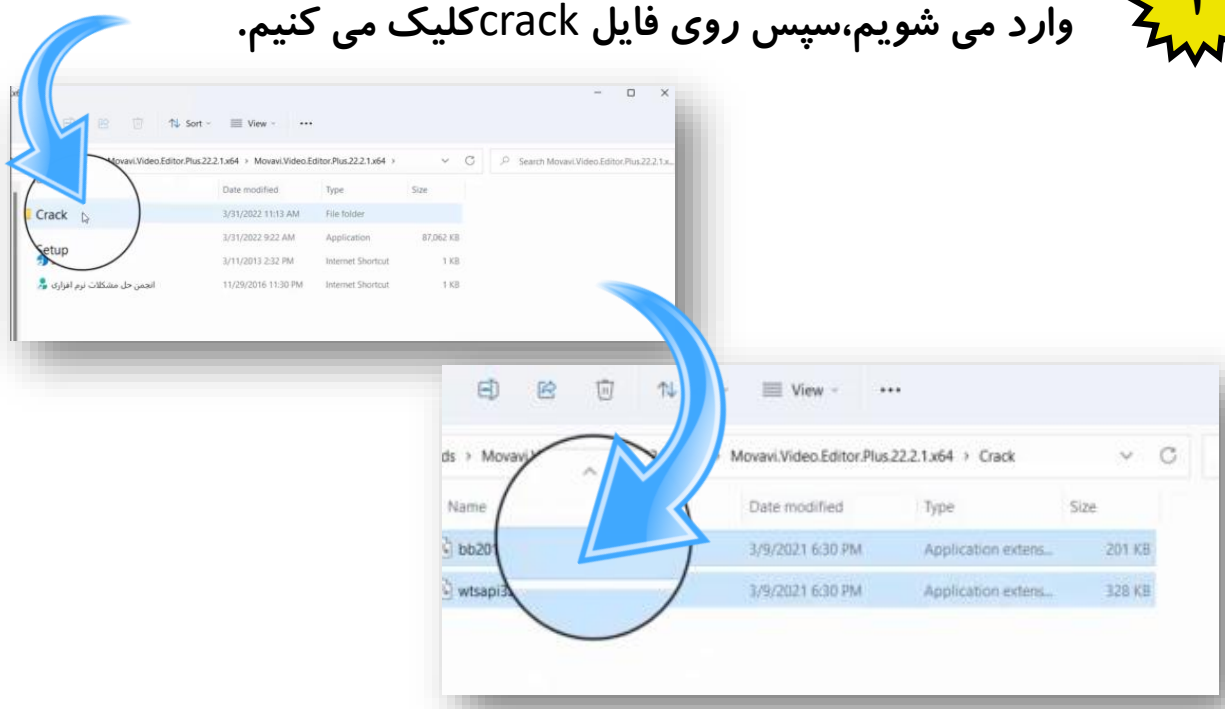 وارد می شویم،سپس روی فایل crackکلیک می کنیم.
Sort
View
Movavi.Video.Editor.Plus.22.2.1.x64 › Movavi.Video.Editor.Plus.22.2.1.x64 ›
Search Movavi.Video.Editor.Plus.22.2.1.x...
Date modified Type Size
Crack 3/31/2022 11:13 AM File folder
Setup 3/31/2022 9:22 AM Application 87,062 KB
3/11/2013 2:32 PM Internet Shortcut 1 KB
انجمن حل مشکلات نرم افزاری 11/29/2016 11:30 PM Internet Shortcut 1 KB
View
ds › Movavi. › Movavi.Video.Editor.Plus.22.2.1.x64 › Crack
Name Date modified Type Size
bb201 3/9/2021 6:30 PM Application extens... 201 KB
wtsapi3 3/9/2021 6:30 PM Application extens... 328 KB